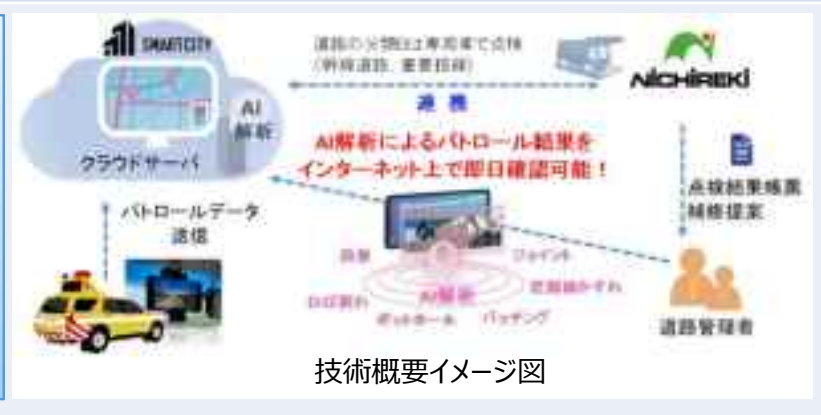 SMARTCITY
AI
解析
クラウドサーバ
道路の分類Bは専用車で点検
(幹線道路、重要路線)
連携
NICHIREKI
AI解析によるパトロール結果を
インターネット上で即日確認可能!
点検結果帳票
補修提案
パトロールデータ
送信
段差
ジョイント
ひび割れ
AI解析
区画線かすれ
ポットホール
パッチング
道路管理者
技術概要イメージ図